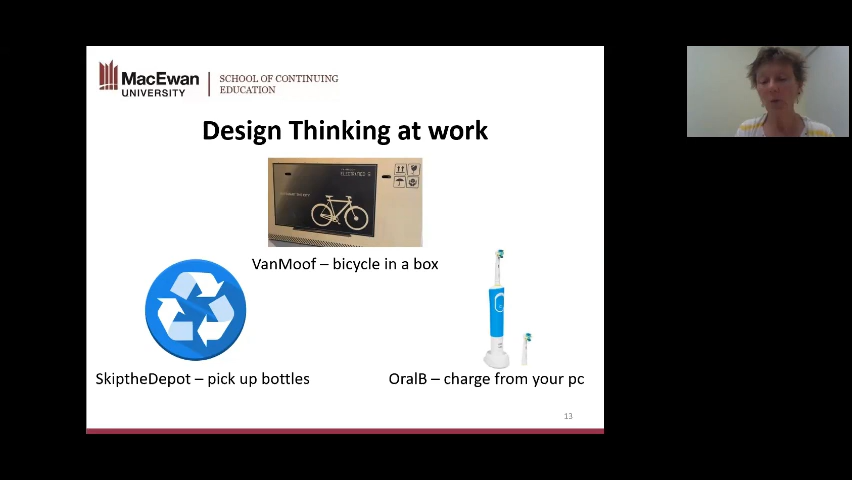 MacEwan
UNIVERSITY
SCHOOL OF CONTINUING
EDUCATION
Design Thinking at work
VanMoof – bicycle in a box
SkiptheDepot – pick up bottles
OralB – charge from your pc
13